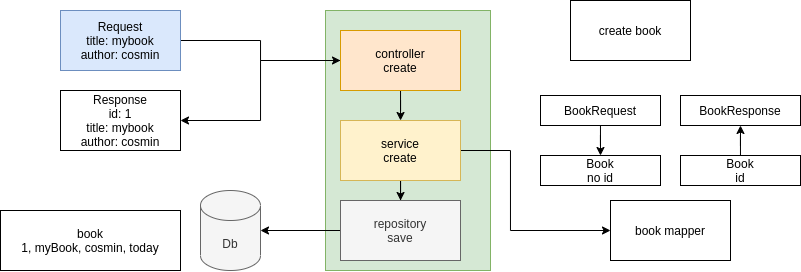 Request
title: mybook
author: cosmin
controller
create
create book
Response
id: 1
title: mybook
author: cosmin
BookRequest
BookResponse
service
create
Book
no id
Book
id
book
1, myBook, cosmin, today
Db
repository
save
book mapper